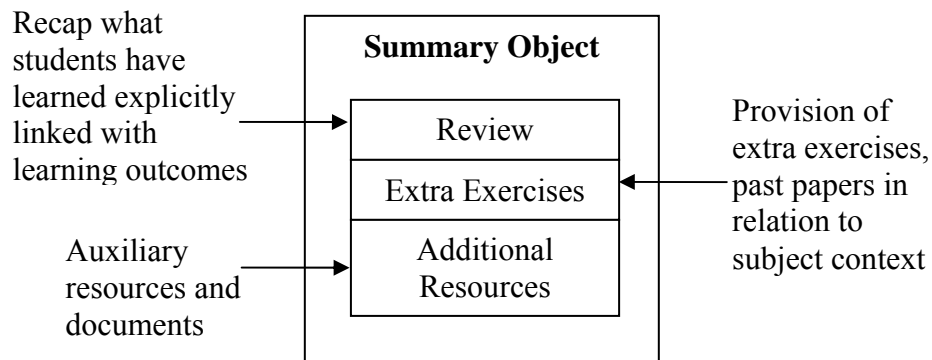 Recap what
students have
learned explicitly
linked with
learning outcomes
Summary Object
Review
Extra Exercises
Additional
Resources
Provision of
extra exercises,
past papers in
relation to
subject context
Auxiliary
resources and
documents